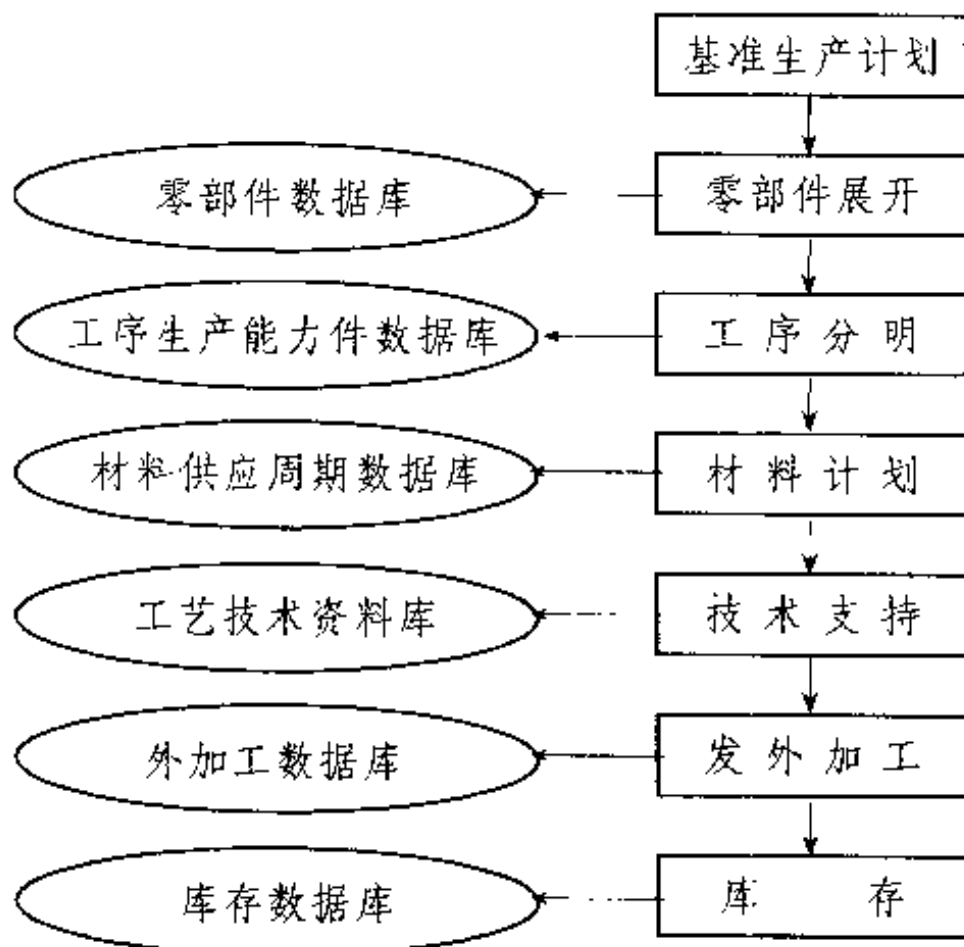 基准生产计划
零部件数据库
零部件展开
工序生产能力件数据库
工序分明
材料供应周期数据库
材料计划
工艺技术资料库
技术支持
外加工数据库
发外加工
库存数据库
库 存